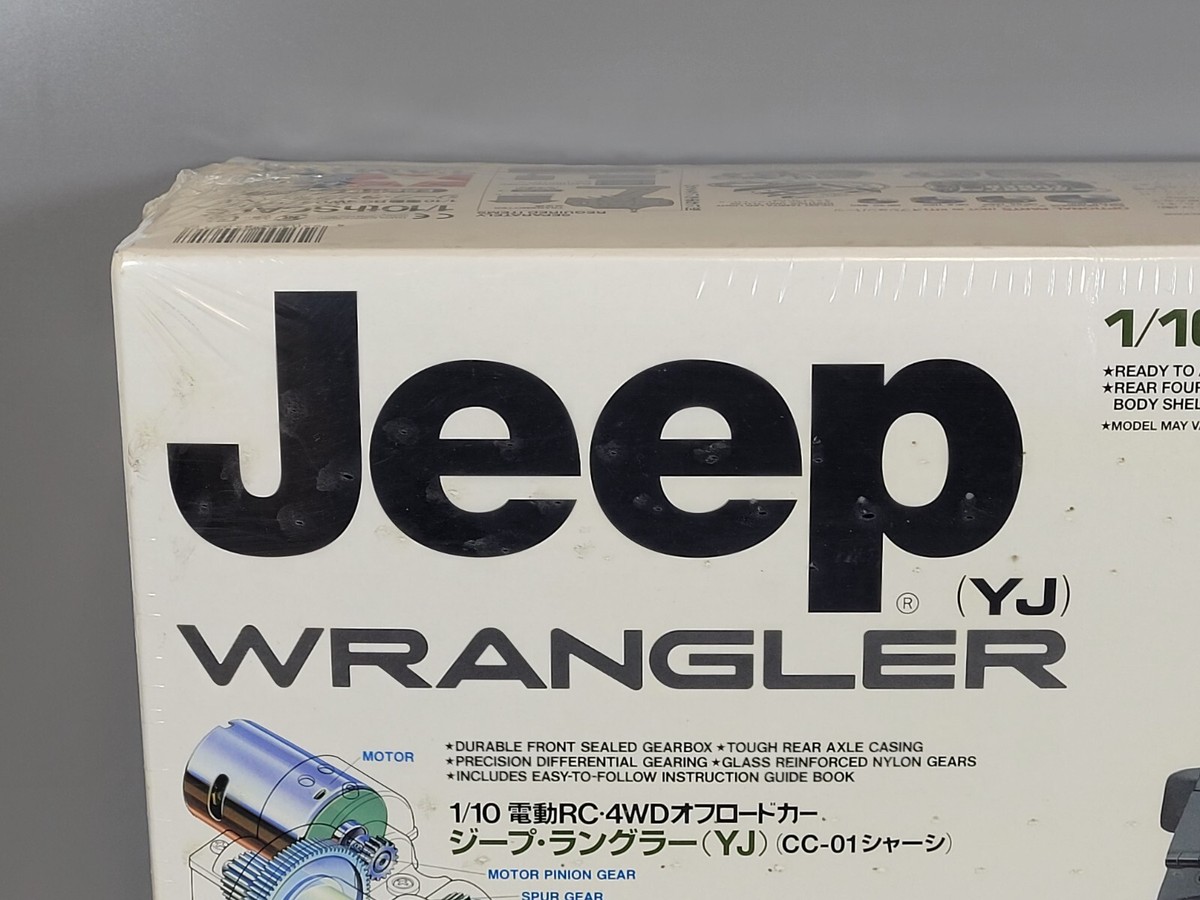 1/10thSCA
CE
Jeep
®
(YJ)
WRANGLER
1/10
★READY TO
★REAR FOUR
BODY SHEL
★MODEL MAY
MOTOR
★DURABLE FRONT SEALED GEARBOX ★TOUGH REAR AXLE CASING
★PRECISION DIFFERENTIAL GEARING ★GLASS REINFORCED NYLON GEARS
★INCLUDES EASY-TO-FOLLOW INSTRUCTION GUIDE BOOK
1/10 電動RC·4WDオフロードカー
ジープ·ラングラー(YJ) (CC-01シャーシ)
MOTOR PINION GEAR
SPUR GEAR